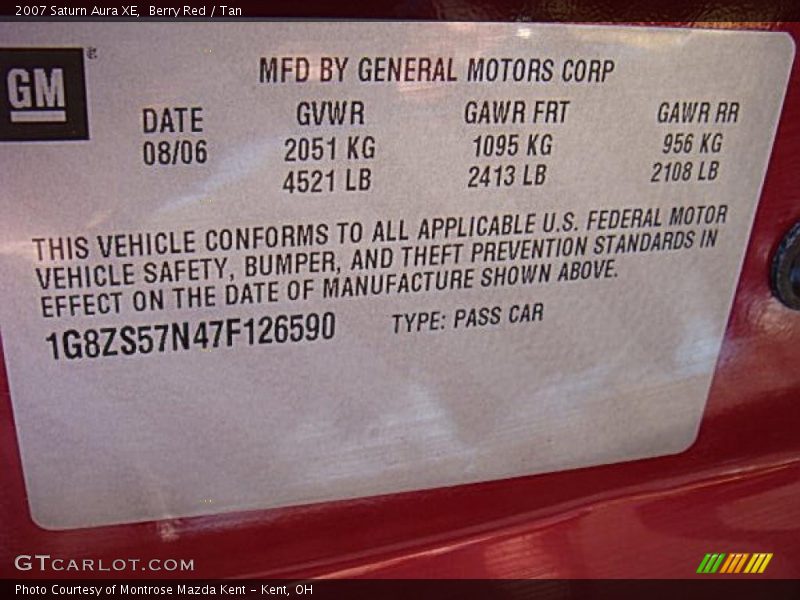 2007 Saturn Aura XE, Berry Red / Tan
GM®
MFD BY GENERAL MOTORS CORP
DATE GVWR GAWR FRT GAWR RR
08/06 2051 KG 1095 KG 956 KG
4521 LB 2413 LB 2108 LB
THIS VEHICLE CONFORMS TO ALL APPLICABLE U.S. FEDERAL MOTOR
VEHICLE SAFETY, BUMPER, AND THEFT PREVENTION STANDARDS IN
EFFECT ON THE DATE OF MANUFACTURE SHOWN ABOVE.
1G8ZS57N47F126590 TYPE: PASS CAR
GTCARLOT.COM
Photo Courtesy of Montrose Mazda Kent - Kent, OH